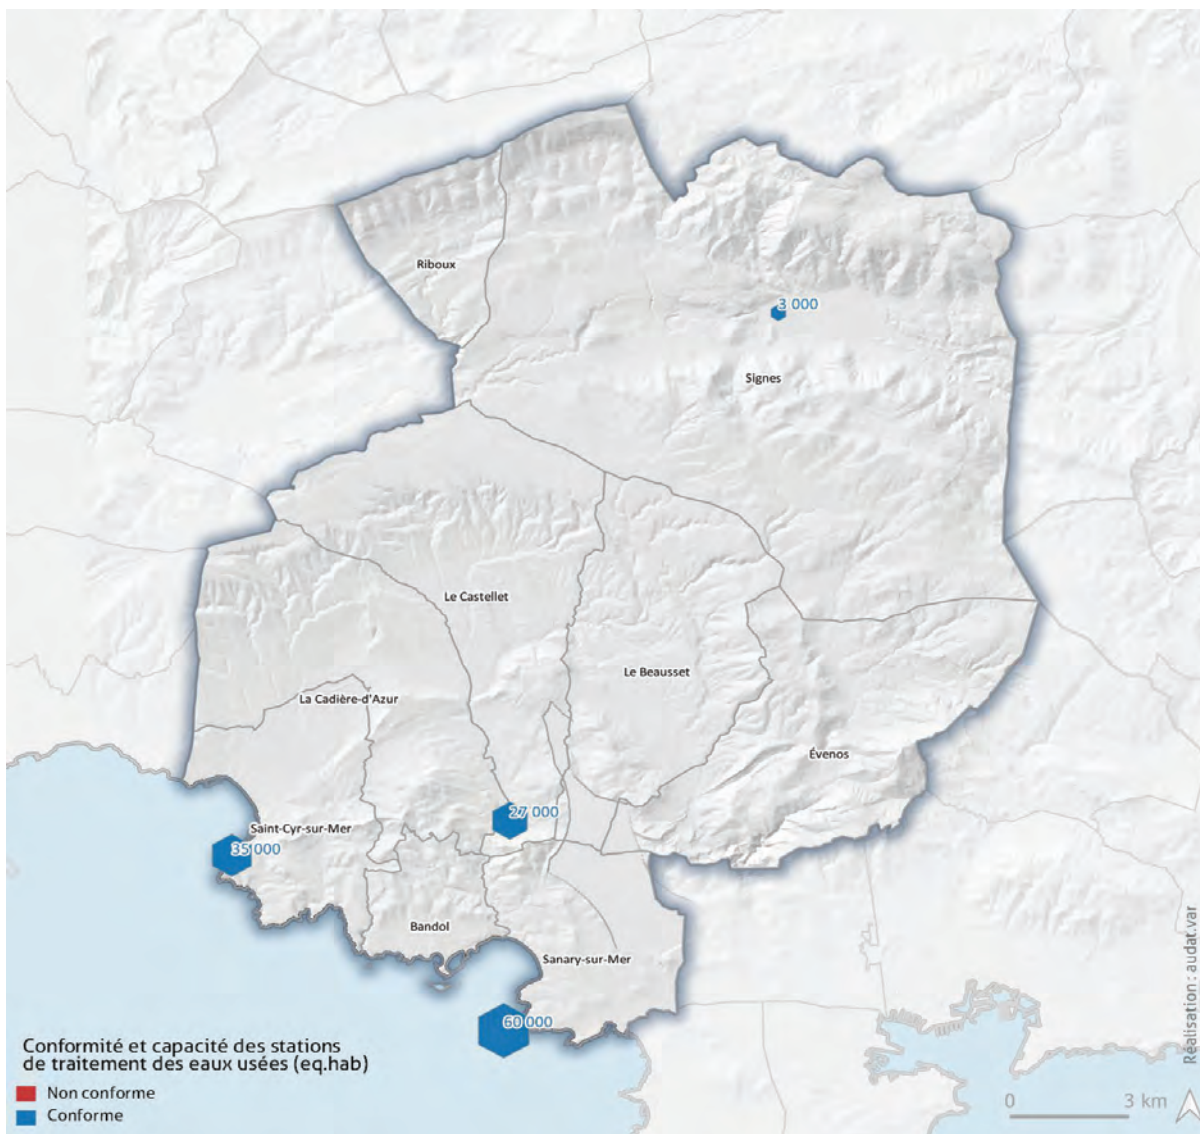 Riboux
3 000
Signes
Le Castellet
Le Beausset
La Cadière-d'Azur
Évenos
27 000
Saint-Cyr-sur-Mer
35 000
Bandol
Sanary-sur-Mer
60 000
Conformité et capacité des stations
de traitement des eaux usées (eq.hab)
Non conforme
Conforme
0 3 km
Réalisation : audat.var